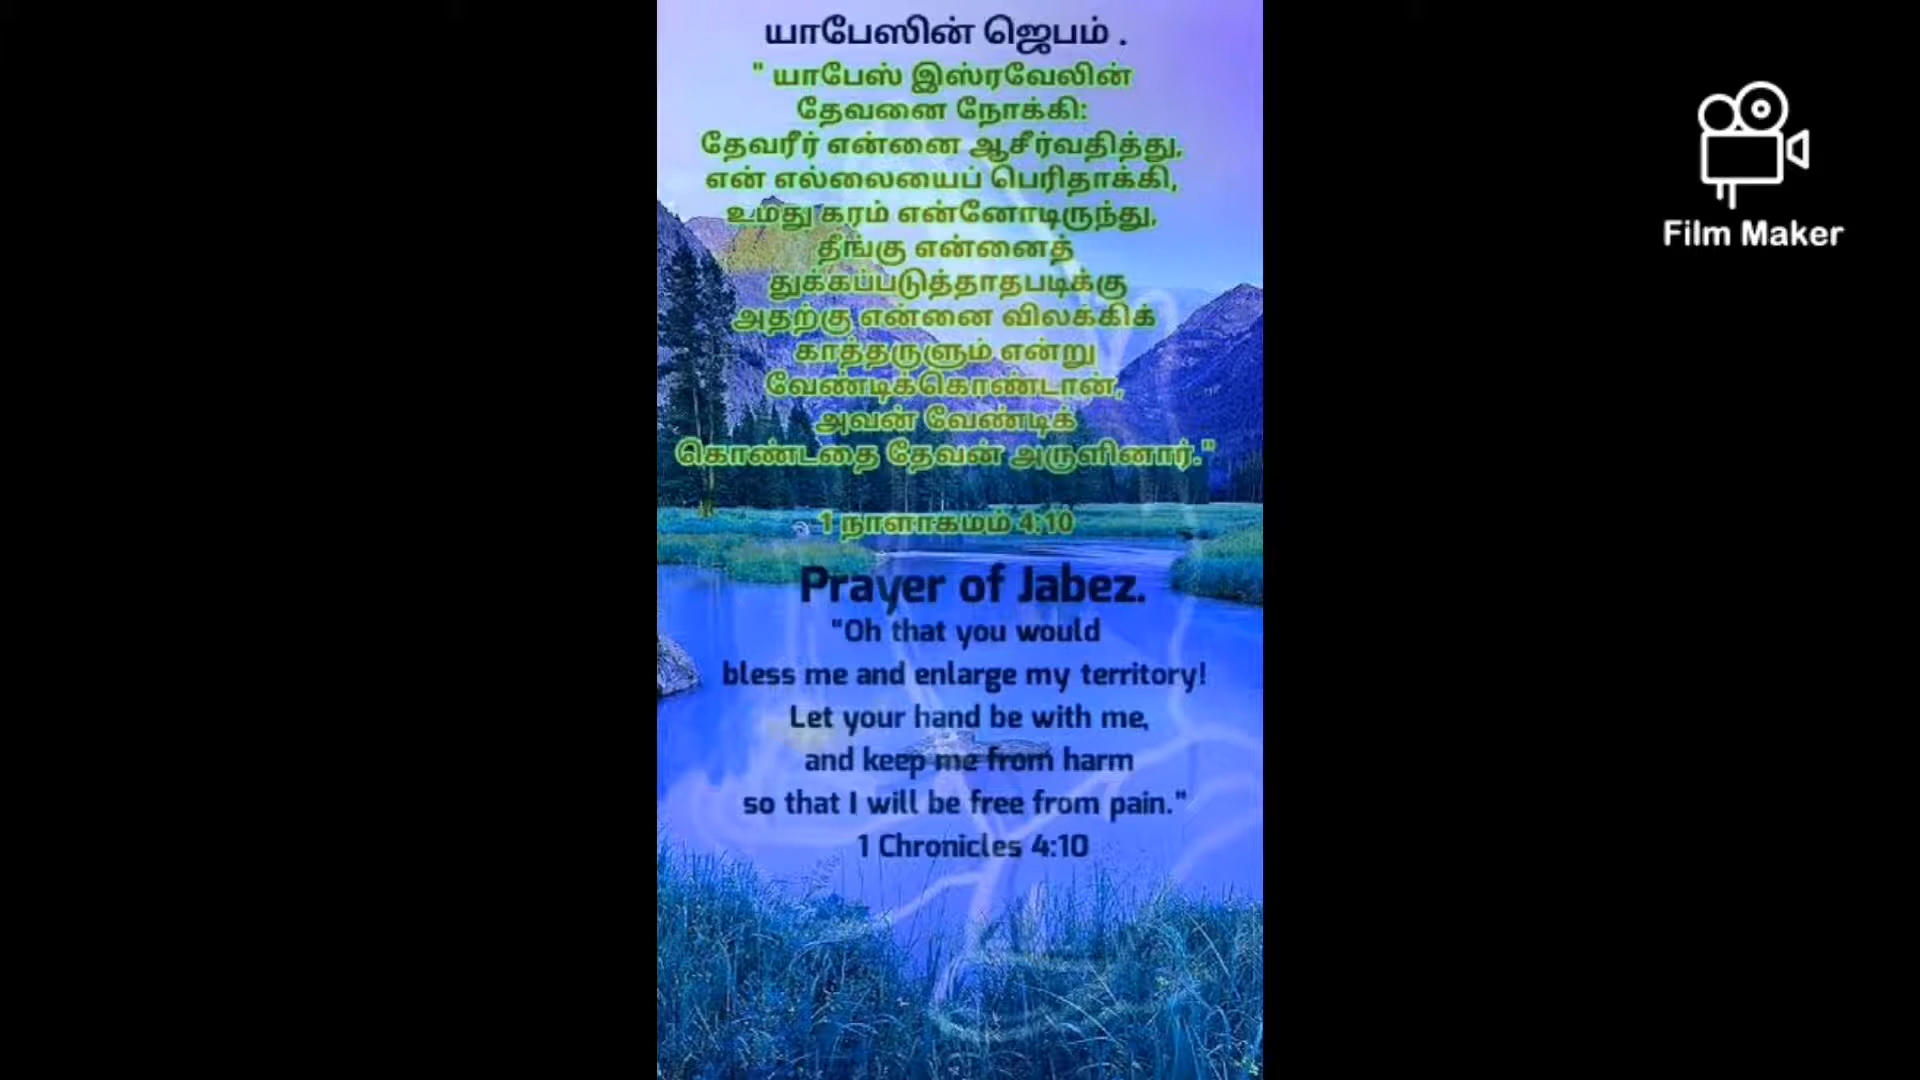 யாபேஸின் ஜெபம் .
" யாபேஸ் இஸ்ரவேலின்
தேவனை நோக்கி:
தேவரீர் என்னை ஆசீர்வதித்து,
என் எல்லையைப் பெரிதாக்கி,
உமது கரம் என்னோடிருந்து,
தீங்கு என்னைத்
துக்கப்படுத்தாதபடிக்கு
அதற்கு என்னை விலக்கிக்
காத்தருளும் என்று
வேண்டிக்கொண்டான்,
அவன் வேண்டிக்
கொண்டதை தேவன் அருளினார்."
1 நாளாகமம் 4:10
Prayer of Jabez.
"Oh that you would
bless me and enlarge my territory!
Let your hand be with me,
and keep me from harm
so that I will be free from pain."
1 Chronicles 4:10
Film Maker